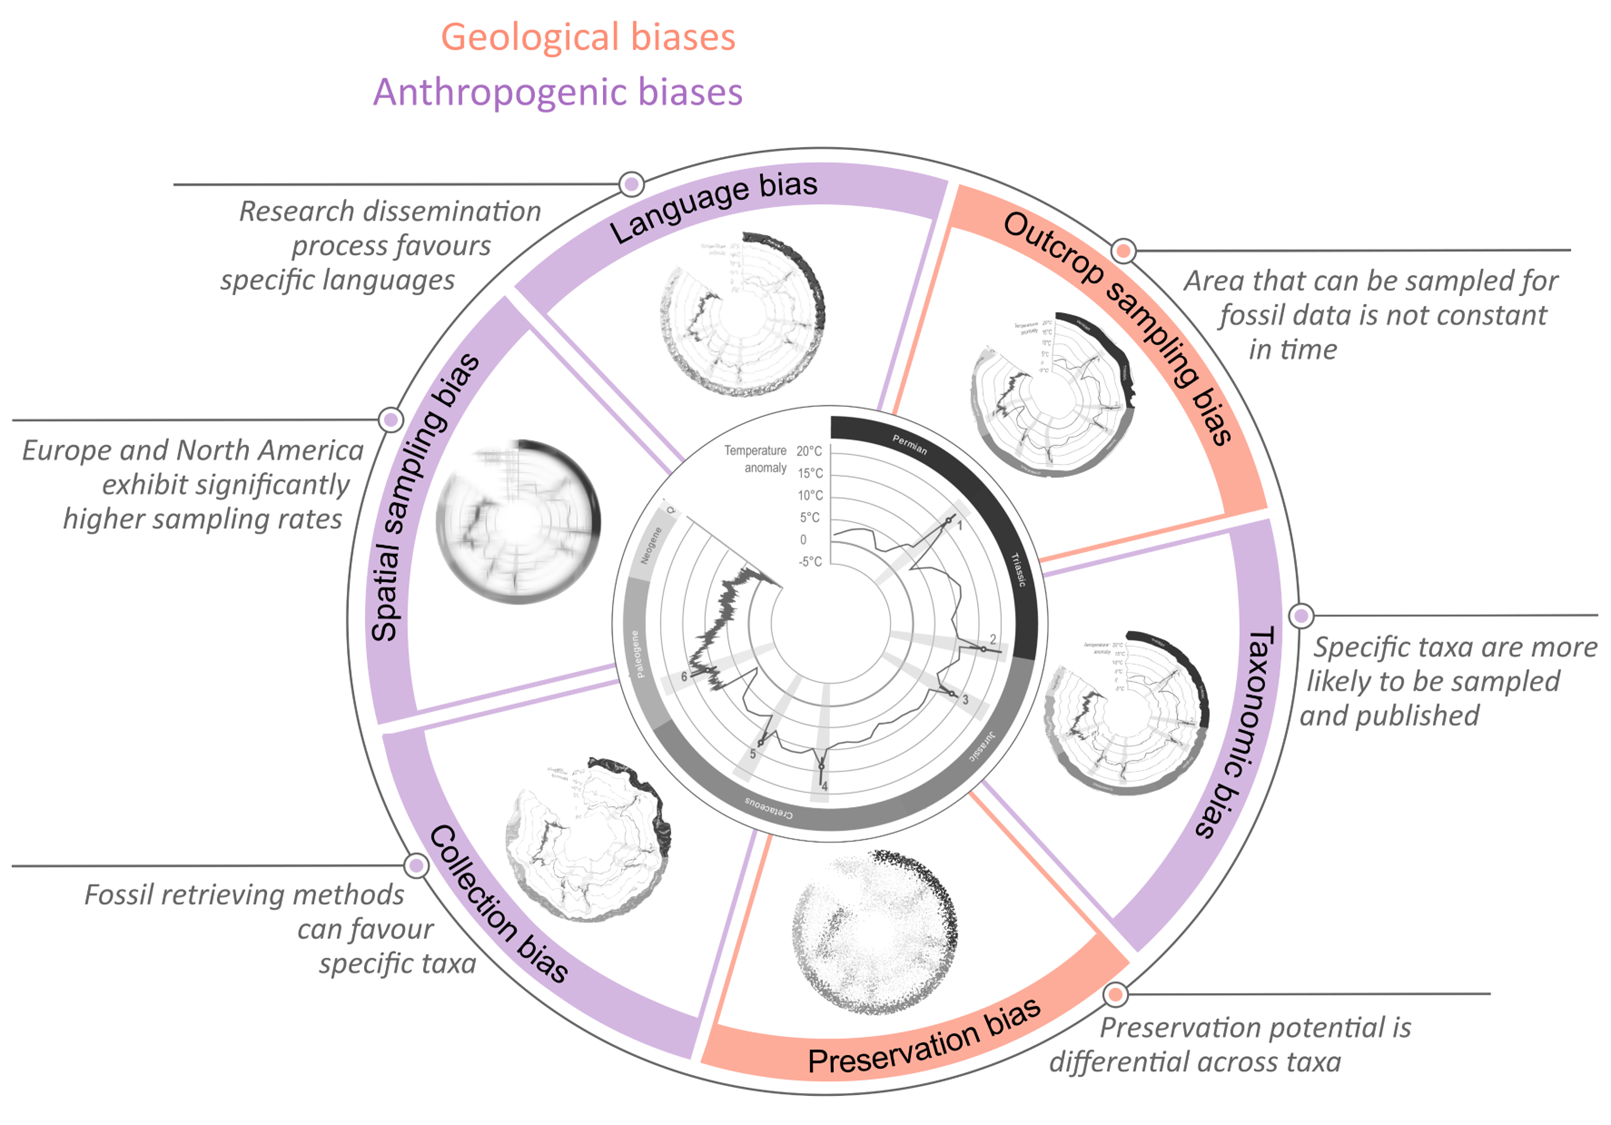 Geological biases
Anthropogenic biases
Language bias
Research dissemination
process favours
specific languages
Outcrop sampling bias
Area that can be sampled for
fossil data is not constant
in time
Spatial sampling bias
Europe and North America
exhibit significantly
higher sampling rates
Taxonomic bias
Specific taxa are more
likely to be sampled
and published
Collection bias
Fossil retrieving methods
can favour
specific taxa
Preservation bias
Preservation potential is
differential across taxa
Temperature
anomaly
20°C
15°C
10°C
5°C
0
-5°C
Permian
Triassic
Jurassic
Cretaceous
Paleogene
Neogene
Q
1
2
3
4
5
6